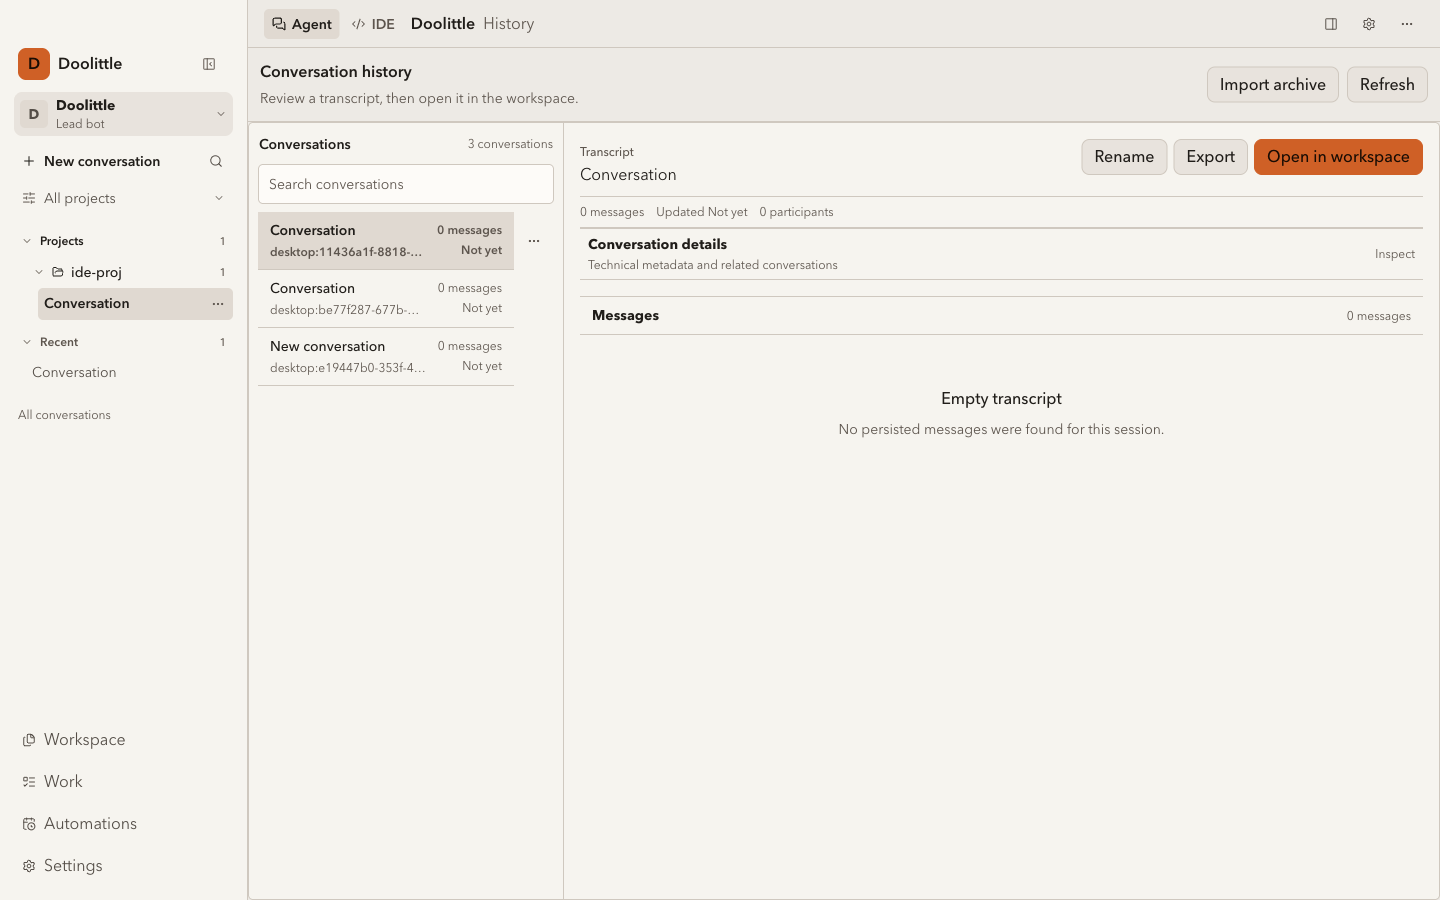 D
Doolittle
D
Doolittle
Lead bot
New conversation
All projects
Projects
1
ide-proj
1
Conversation
Recent
1
Conversation
All conversations
Workspace
Work
Automations
Settings
Agent
IDE
Doolittle
History
Conversation history
Review a transcript, then open it in the workspace.
Import archive
Refresh
Conversations
3 conversations
Search conversations
Conversation
0 messages
desktop:11436a1f-8818-...
Not yet
Conversation
0 messages
desktop:be77f287-677b-...
Not yet
New conversation
0 messages
desktop:e19447b0-353f-4...
Not yet
Transcript
Conversation
Rename
Export
Open in workspace
0 messages
Updated Not yet
0 participants
Conversation details
Technical metadata and related conversations
Inspect
Messages
0 messages
Empty transcript
No persisted messages were found for this session.